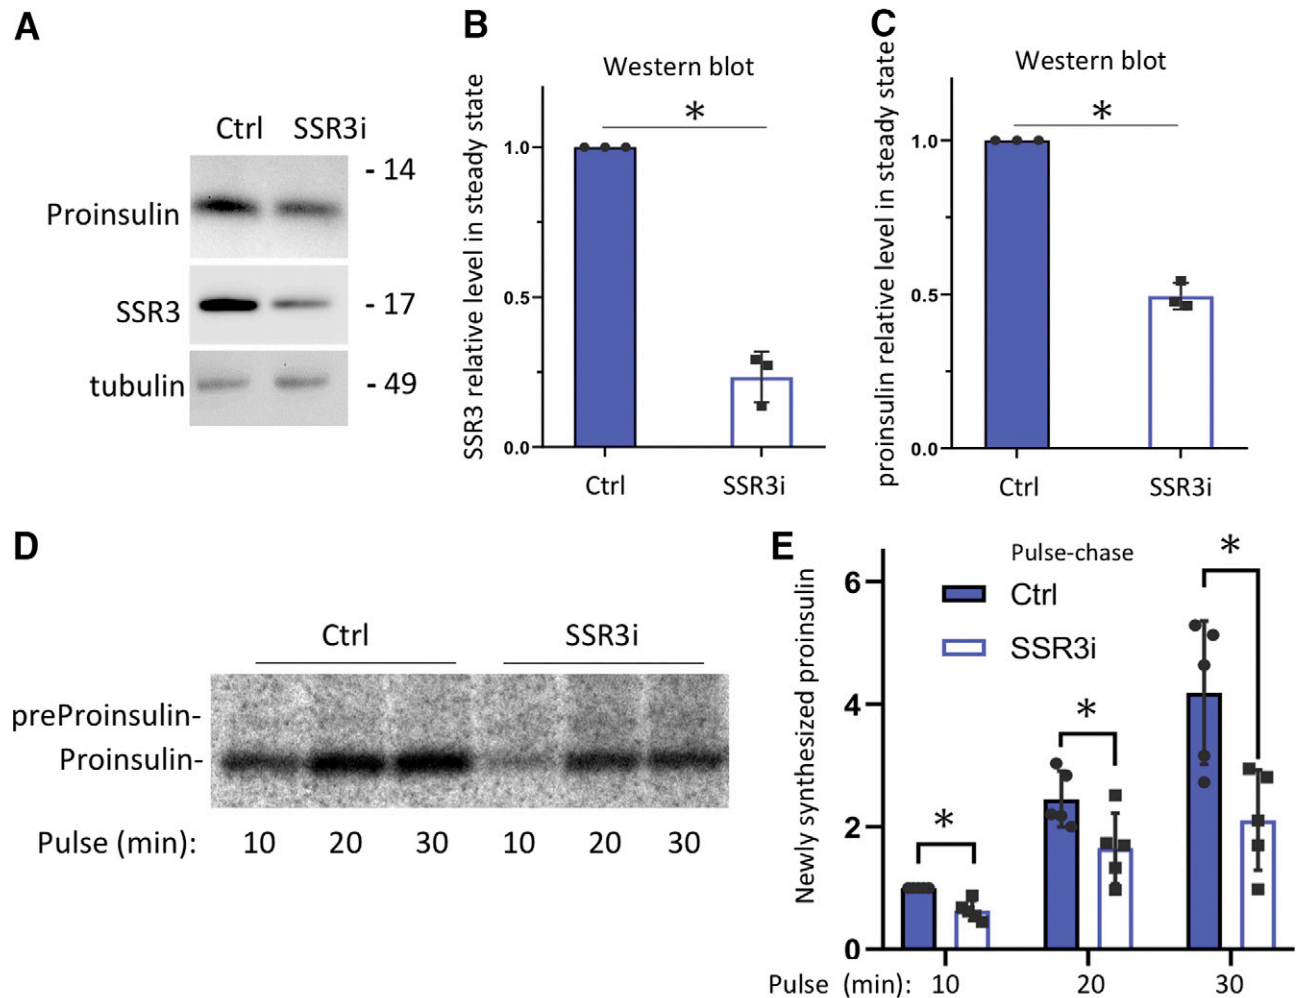 A
Ctrl SSR3i
- 14
Proinsulin
SSR3
- 17
tubulin
- 49
B
Western blot
*
SSR3 relative level in steady state
1.0
0.5
0.0
Ctrl SSR3i
C
Western blot
*
proinsulin relative level in steady state
1.0
0.5
0.0
Ctrl SSR3i
D
Ctrl SSR3i
preProinsulin-
Proinsulin-
Pulse (min): 10 20 30 10 20 30
E
Pulse-chase
Ctrl
SSR3i
*
*
*
Newly synthesized proinsulin
6
4
2
0
Pulse (min): 10 20 30